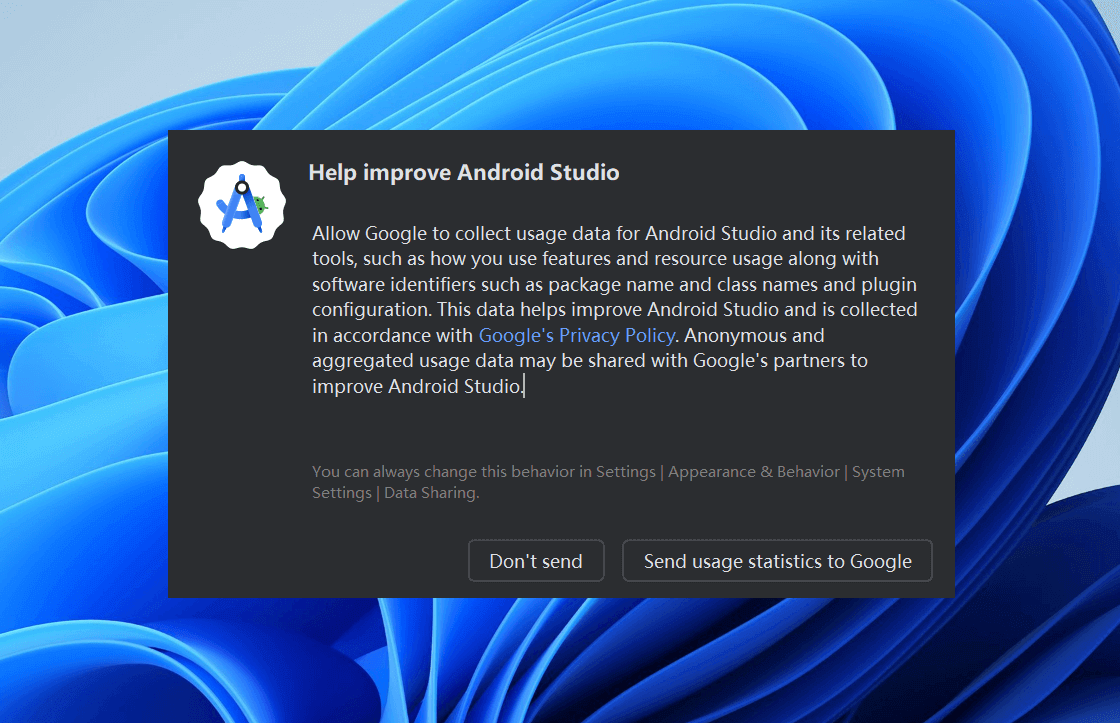 Help improve Android Studio
Allow Google to collect usage data for Android Studio and its related
tools, such as how you use features and resource usage along with
software identifiers such as package name and class names and plugin
configuration. This data helps improve Android Studio and is collected
in accordance with Google's Privacy Policy. Anonymous and
aggregated usage data may be shared with Google's partners to
improve Android Studio.
You can always change this behavior in Settings | Appearance & Behavior | System
Settings | Data Sharing.
Don't send
Send usage statistics to Google